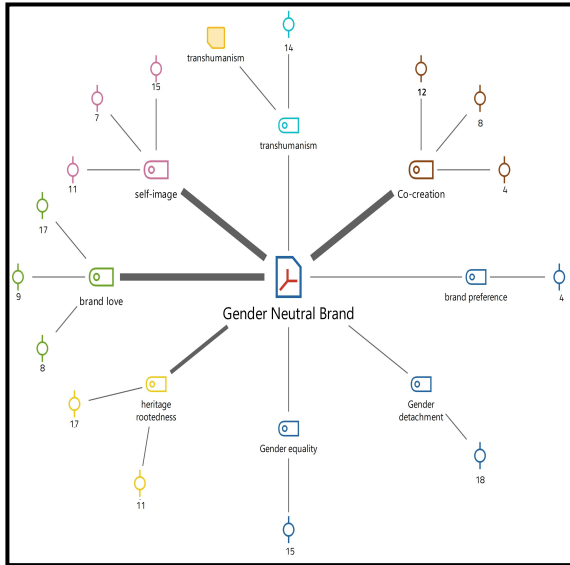 14
transhumanism
15
12
7
8
transhumanism
11
4
self-image
Co-creation
17
9
brand love
brand preference
4
Gender Neutral Brand
8
17
heritage
rootedness
Gender
detachment
Gender equality
18
11
15